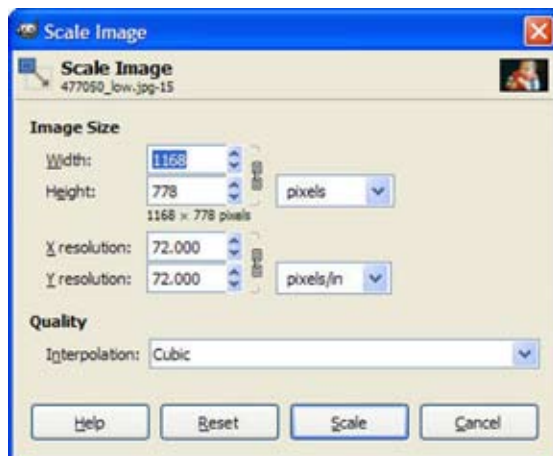 Scale Image
Scale Image
477050_low.jpg-15
Image Size
Width: 1168
Height: 778 pixels
1168 × 778 pixels
X resolution: 72.000
Y resolution: 72.000 pixels/in
Quality
Interpolation: Cubic
Help Reset Scale Cancel